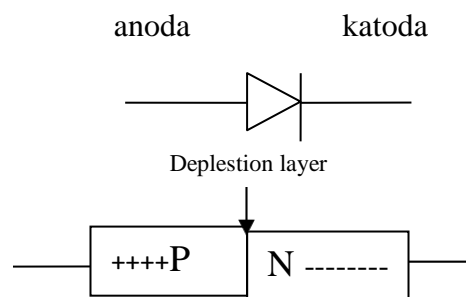 anoda katoda
Deplestion layer
++++P N --------